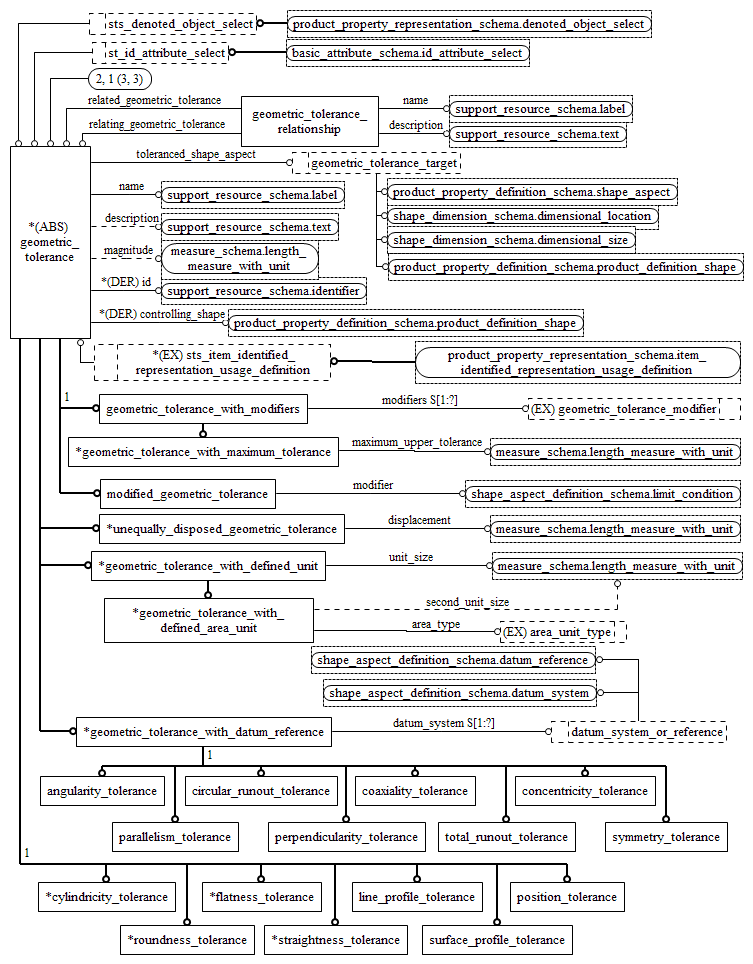 sts_denoted_object_select
product_property_representation_schema.denoted_object_select
st_id_attribute_select
basic_attribute_schema.id_attribute_select
2, 1 (3, 3)
related_geometric_tolerance
geometric_tolerance_
relationship
name
support_resource_schema.label
relating_geometric_tolerance
description
support_resource_schema.text
toleranced_shape_aspect
geometric_tolerance_target
*(ABS)
geometric_
tolerance
name
support_resource_schema.label
product_property_definition_schema.shape_aspect
description
support_resource_schema.text
shape_dimension_schema.dimensional_location
magnitude
measure_schema.length_
measure_with_unit
shape_dimension_schema.dimensional_size
product_property_definition_schema.product_definition_shape
*(DER) id
support_resource_schema.identifier
*(DER) controlling_shape
product_property_definition_schema.product_definition_shape
*(EX) sts_item_identified_
representation_usage_definition
product_property_representation_schema.item_
identified_representation_usage_definition
1
geometric_tolerance_with_modifiers
modifiers S[1:?]
(EX) geometric_tolerance_modifier
*geometric_tolerance_with_maximum_tolerance
maximum_upper_tolerance
measure_schema.length_measure_with_unit
modified_geometric_tolerance
modifier
shape_aspect_definition_schema.limit_condition
*unequally_disposed_geometric_tolerance
displacement
measure_schema.length_measure_with_unit
*geometric_tolerance_with_defined_unit
unit_size
measure_schema.length_measure_with_unit
*geometric_tolerance_with_
defined_area_unit
second_unit_size
area_type
(EX) area_unit_type
shape_aspect_definition_schema.datum_reference
shape_aspect_definition_schema.datum_system
*geometric_tolerance_with_datum_reference
datum_system S[1:?]
datum_system_or_reference
1
angularity_tolerance
circular_runout_tolerance
coaxiality_tolerance
concentricity_tolerance
parallelism_tolerance
perpendicularity_tolerance
total_runout_tolerance
symmetry_tolerance
1
*cylindricity_tolerance
*flatness_tolerance
line_profile_tolerance
position_tolerance
*roundness_tolerance
*straightness_tolerance
surface_profile_tolerance